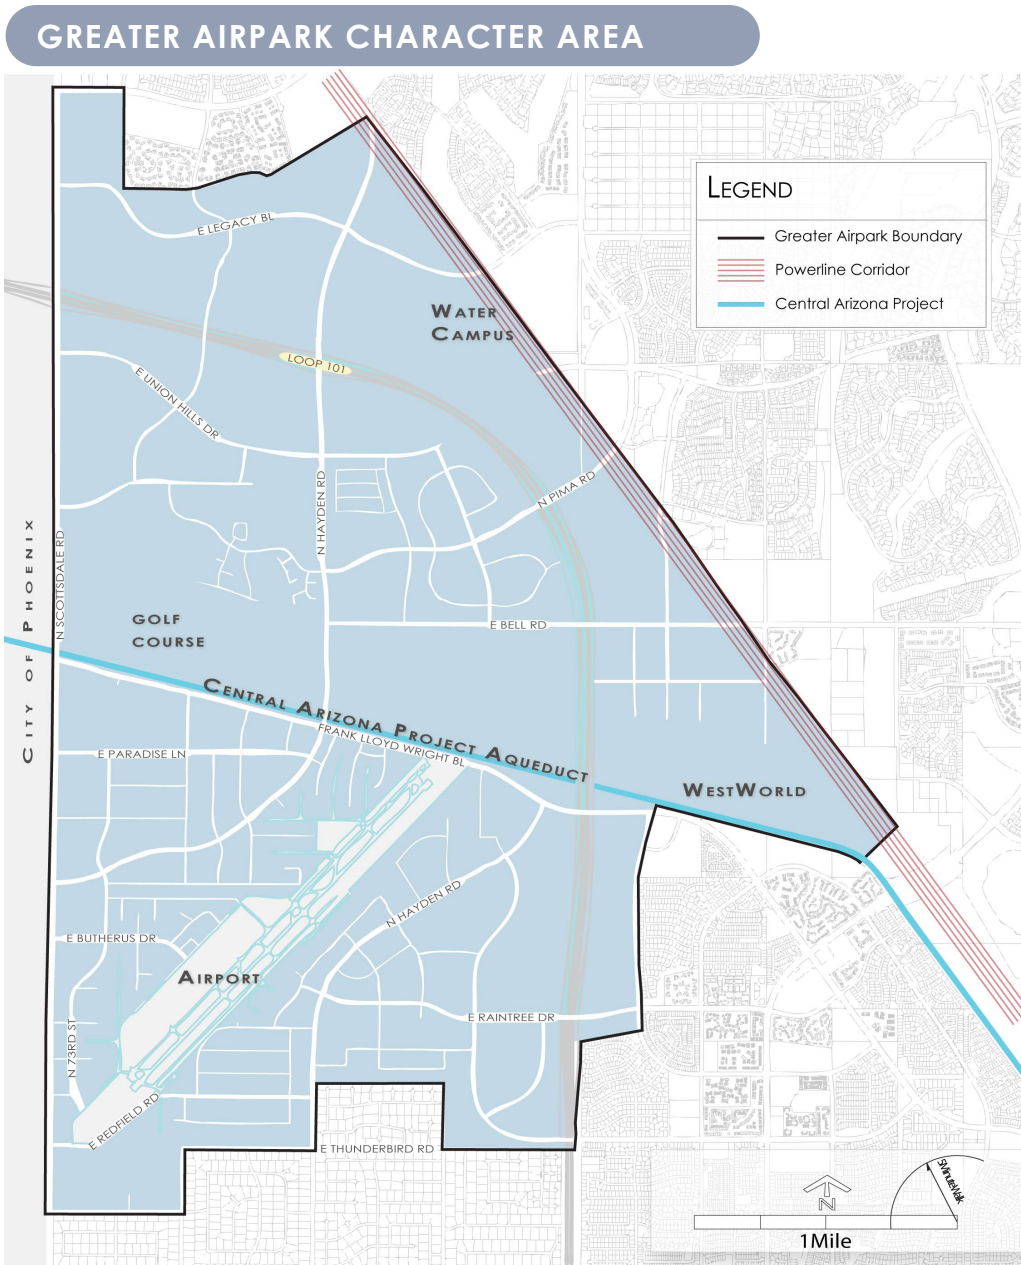 GREATER AIRPARK CHARACTER AREA
LEGEND
Greater Airpark Boundary
Powerline Corridor
Central Arizona Project
E LEGACY BL
WATER
CAMPUS
LOOP 101
E UNION HILLS DR
N HAYDEN RD
N PIMA RD
CITY OF PHOENIX
N SCOTTSDALE RD
GOLF
COURSE
E BELL RD
CENTRAL ARIZONA PROJECT AQUEDUCT
FRANK LLOYD WRIGHT BL
E PARADISE LN
WESTWORLD
N HAYDEN RD
E BUTHERUS DR
AIRPORT
E RAINTREE DR
N 73RD ST
E REDFIELD RD
E THUNDERBIRD RD
5MinuteWalk
N
1Mile